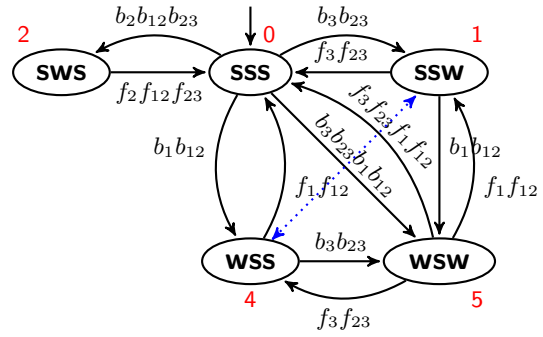 2
b₂b₁₂b₂₃
0
b₃b₂₃
1
SWS
SSS
SSW
f₂f₁₂f₂₃
f₃f₂₃
f₃f₂₃f₁f₁₂
b₃b₂₃b₁b₁₂
b₁b₁₂
b₁b₁₂
f₁f₁₂
f₁f₁₂
WSS
b₃b₂₃
WSW
4
f₃f₂₃
5